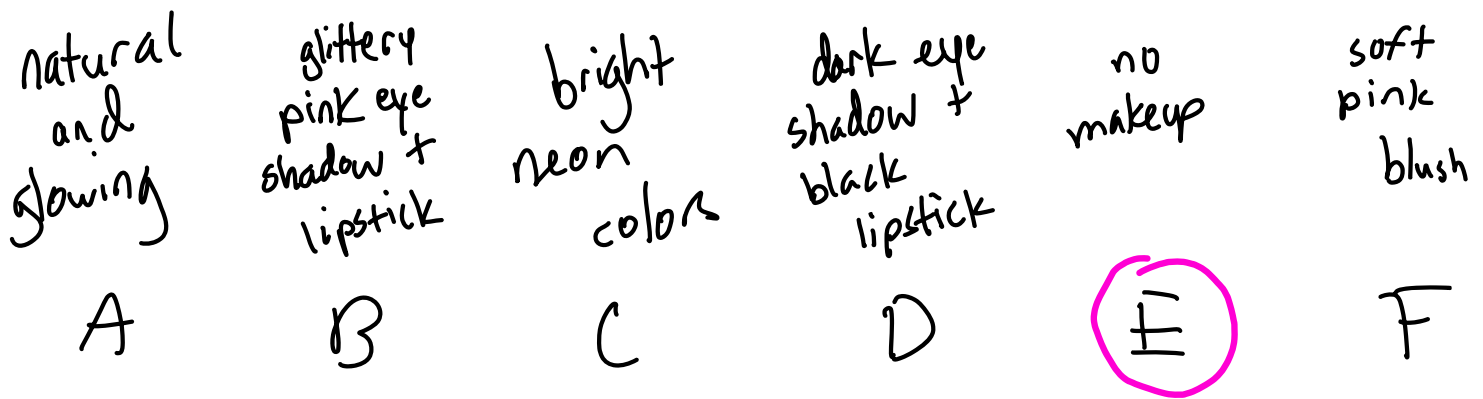 natural
and
glowing
glittery
pink eye
shadow +
lipstick
bright
neon
colors
dark eye
shadow +
black
lipstick
no
makeup
soft
pink
blush
A B C D E F